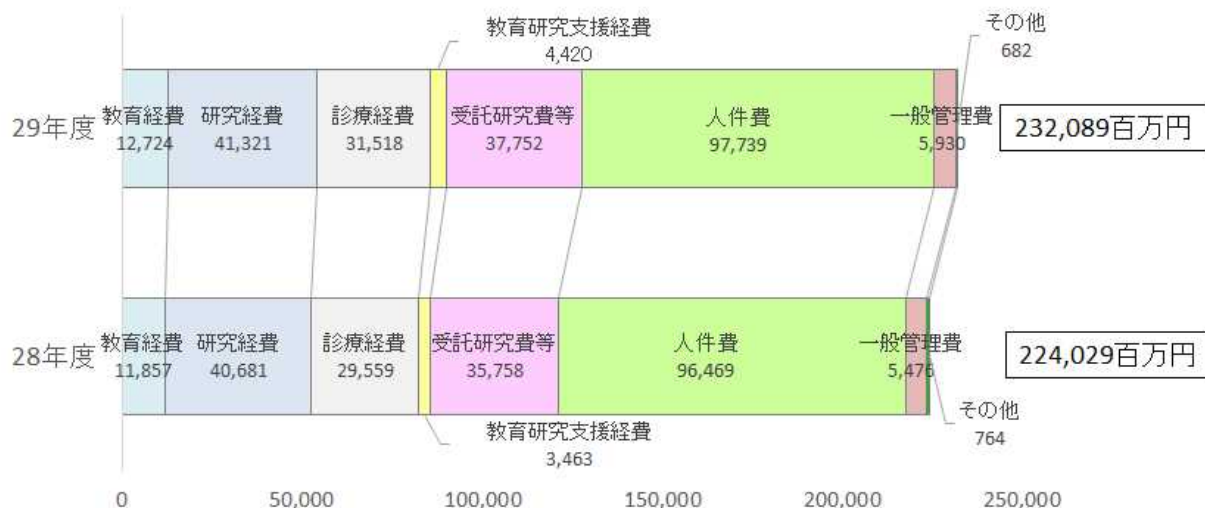 教育研究支援経費
4,420
その他
682
29年度
教育経費
12,724
研究経費
41,321
診療経費
31,518
受託研究費等
37,752
人件費
97,739
一般管理費
5,930
232,089百万円
28年度
教育経費
11,857
研究経費
40,681
診療経費
29,559
受託研究費等
35,758
人件費
96,469
一般管理費
5,476
224,029百万円
教育研究支援経費
3,463
その他
764
0
50,000
100,000
150,000
200,000
250,000